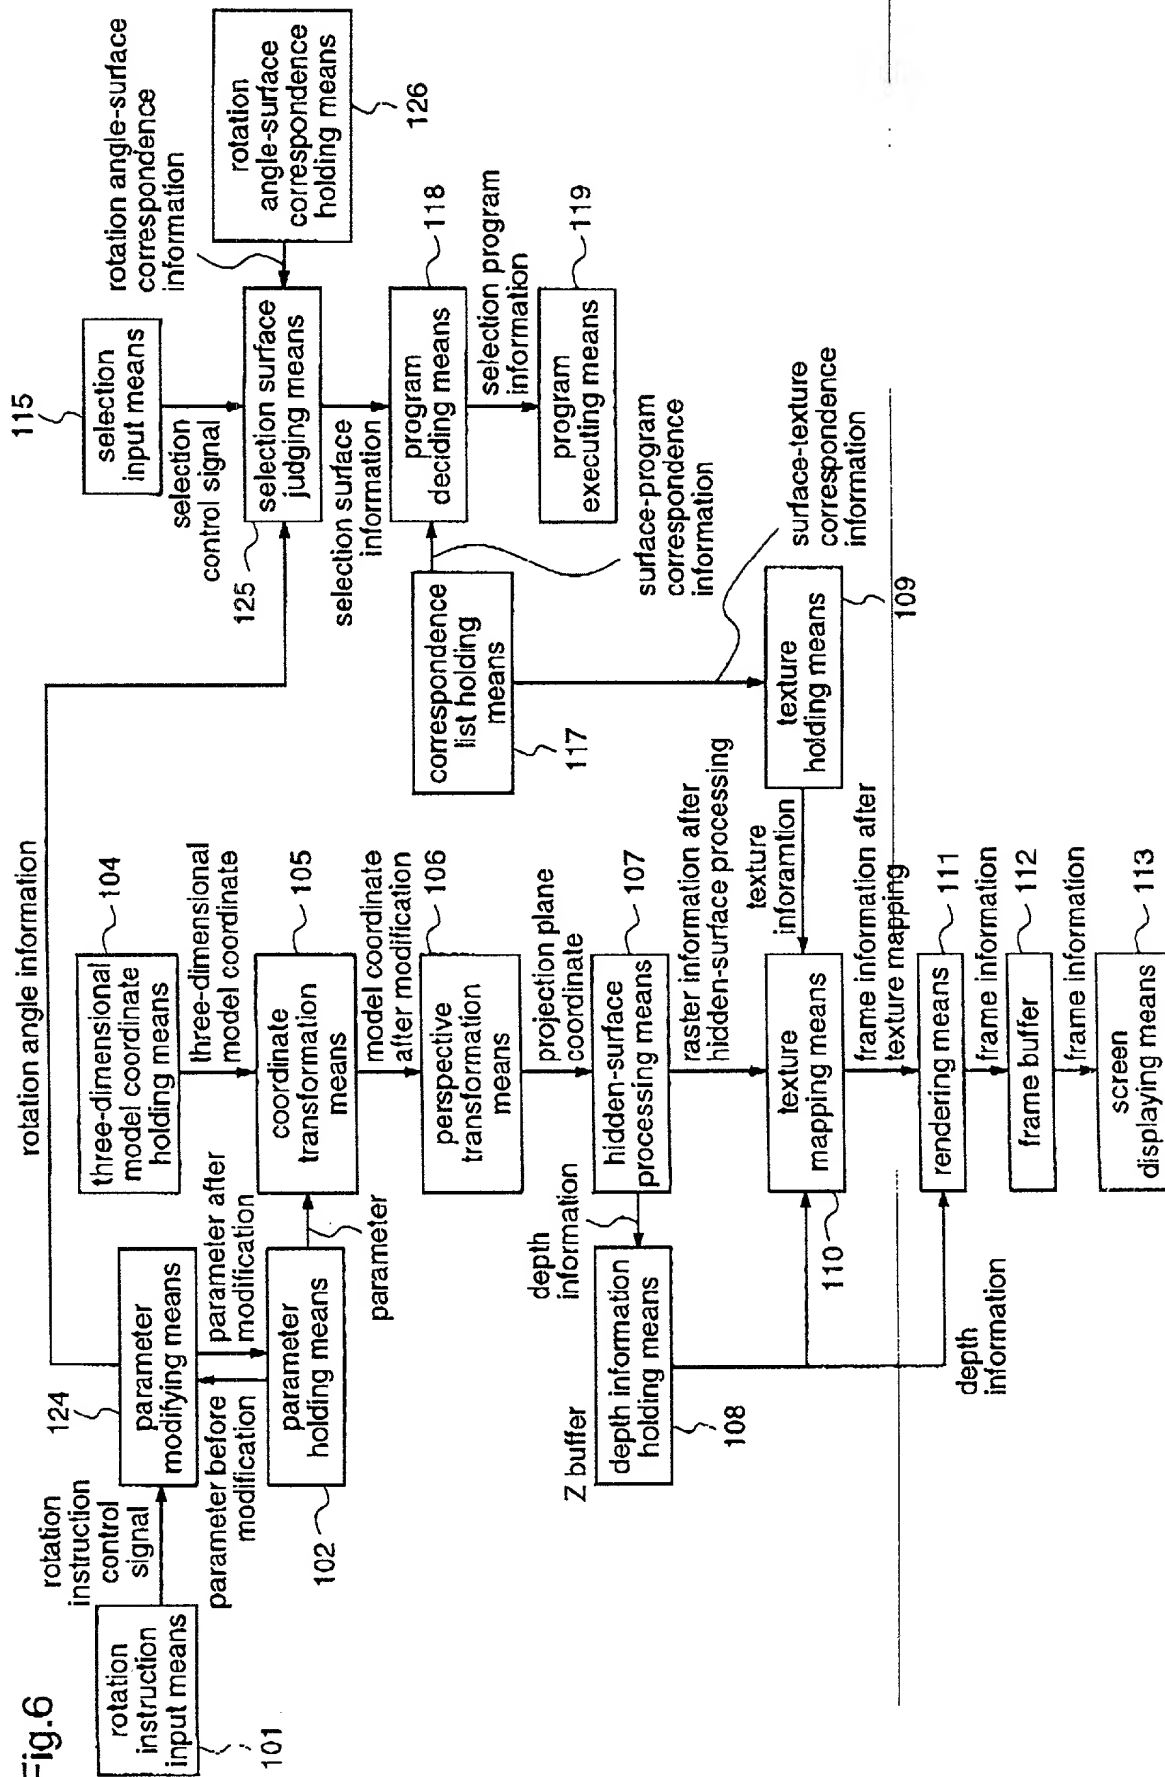 Fig.6
rotation
instruction
input means
101
rotation
instruction
control
signal
124
parameter
modifying means
rotation angle information
parameter before
modification
parameter after
modification
parameter
holding means
102
parameter
three-dimensional
model coordinate
holding means
104
three-dimensional
model coordinate
coordinate
transformation
means
105
model coordinate
after modification
perspective
transformation
means
106
projection plane
coordinate
hidden-surface
processing means
107
depth
information
Z buffer
depth information
holding means
108
raster information after
hidden-surface processing
texture
mapping means
110
texture
inforamtion
texture
holding means
109
frame information after
texture mapping
rendering means
111
depth
information
frame information
frame buffer
112
frame information
screen
displaying means
113
115
selection
input means
selection
control signal
rotation angle-surface
correspondence
information
rotation
angle-surface
correspondence
holding means
126
selection surface
judging means
125
selection surface
information
program
deciding means
118
selection program
information
program
executing means
119
correspondence
list holding
means
117
surface-program
correspondence
information
surface-texture
correspondence
information